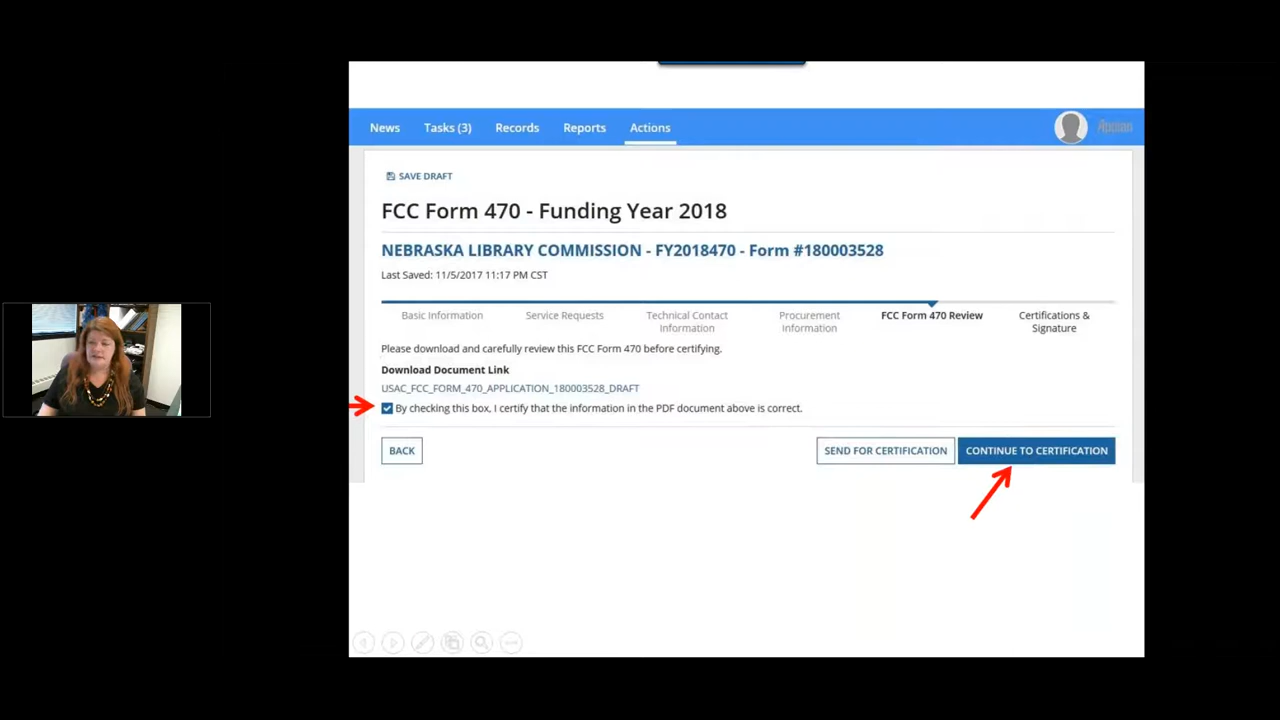 News Tasks (3) Records Reports Actions
Appian
SAVE DRAFT
FCC Form 470 - Funding Year 2018
NEBRASKA LIBRARY COMMISSION - FY2018470 - Form #180003528
Last Saved: 11/5/2017 11:17 PM CST
Basic Information
Service Requests
Technical Contact
Information
Procurement
Information
FCC Form 470 Review
Certifications &
Signature
Please download and carefully review this FCC Form 470 before certifying.
Download Document Link
USAC_FCC_FORM_470_APPLICATION_180003528_DRAFT
By checking this box, I certify that the information in the PDF document above is correct.
BACK
SEND FOR CERTIFICATION
CONTINUE TO CERTIFICATION